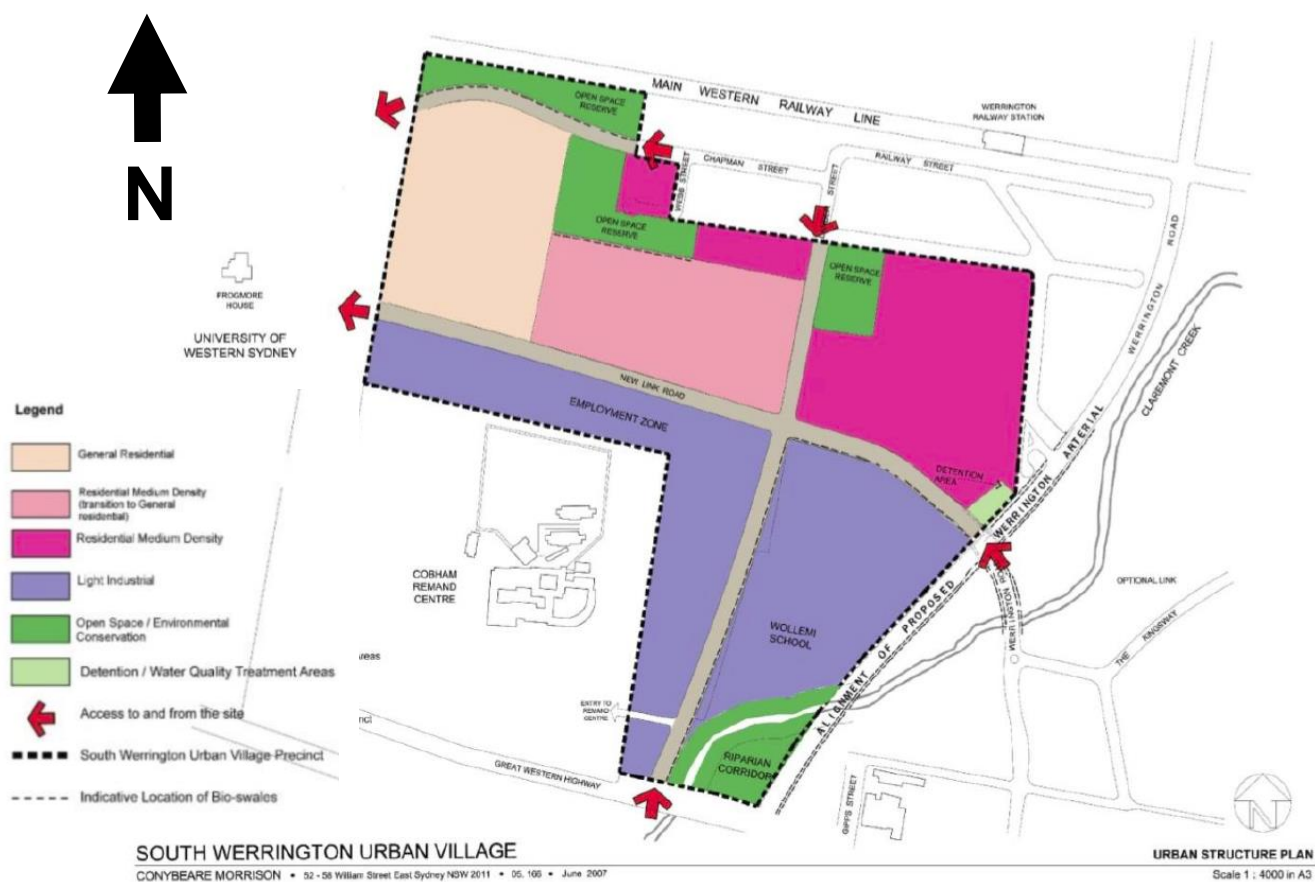 N
OPEN SPACE
RESERVE
MAIN WESTERN RAILWAY LINE
WERRINGTON
RAILWAY STATION
CHAPMAN STREET
RAILWAY STREET
WEBB STREET
STREET
OPEN SPACE
RESERVE
OPEN SPACE
RESERVE
WERRINGTON ROAD
CLAREMONT CREEK
FROGMORE
HOUSE
UNIVERSITY OF
WESTERN SYDNEY
NEW LINK ROAD
EMPLOYMENT ZONE
DETENTION
AREA
ALIGNMENT OF PROPOSED WERRINGTON ARTERIAL
COBHAM
REMAND
CENTRE
WOLLEMI
SCHOOL
OPTIONAL LINK
THE KINGSWAY
WERRINGTON
ENTRY TO
REMAND
CENTRE
RIPARIAN
CORRIDOR
GREAT WESTERN HIGHWAY
GIPPS STREET
Legend
General Residential
Residential Medium Density
(transition to General
residential)
Residential Medium Density
Light Industrial
Open Space / Environmental
Conservation
Detention / Water Quality Treatment Areas
Access to and from the site
South Werrington Urban Village Precinct
Indicative Location of Bio-swales
N
SOUTH WERRINGTON URBAN VILLAGE
URBAN STRUCTURE PLAN
CONYBEARE MORRISON • 52 - 58 William Street East Sydney NSW 2011 • 05. 166 • June 2007
Scale 1 : 4000 in A3